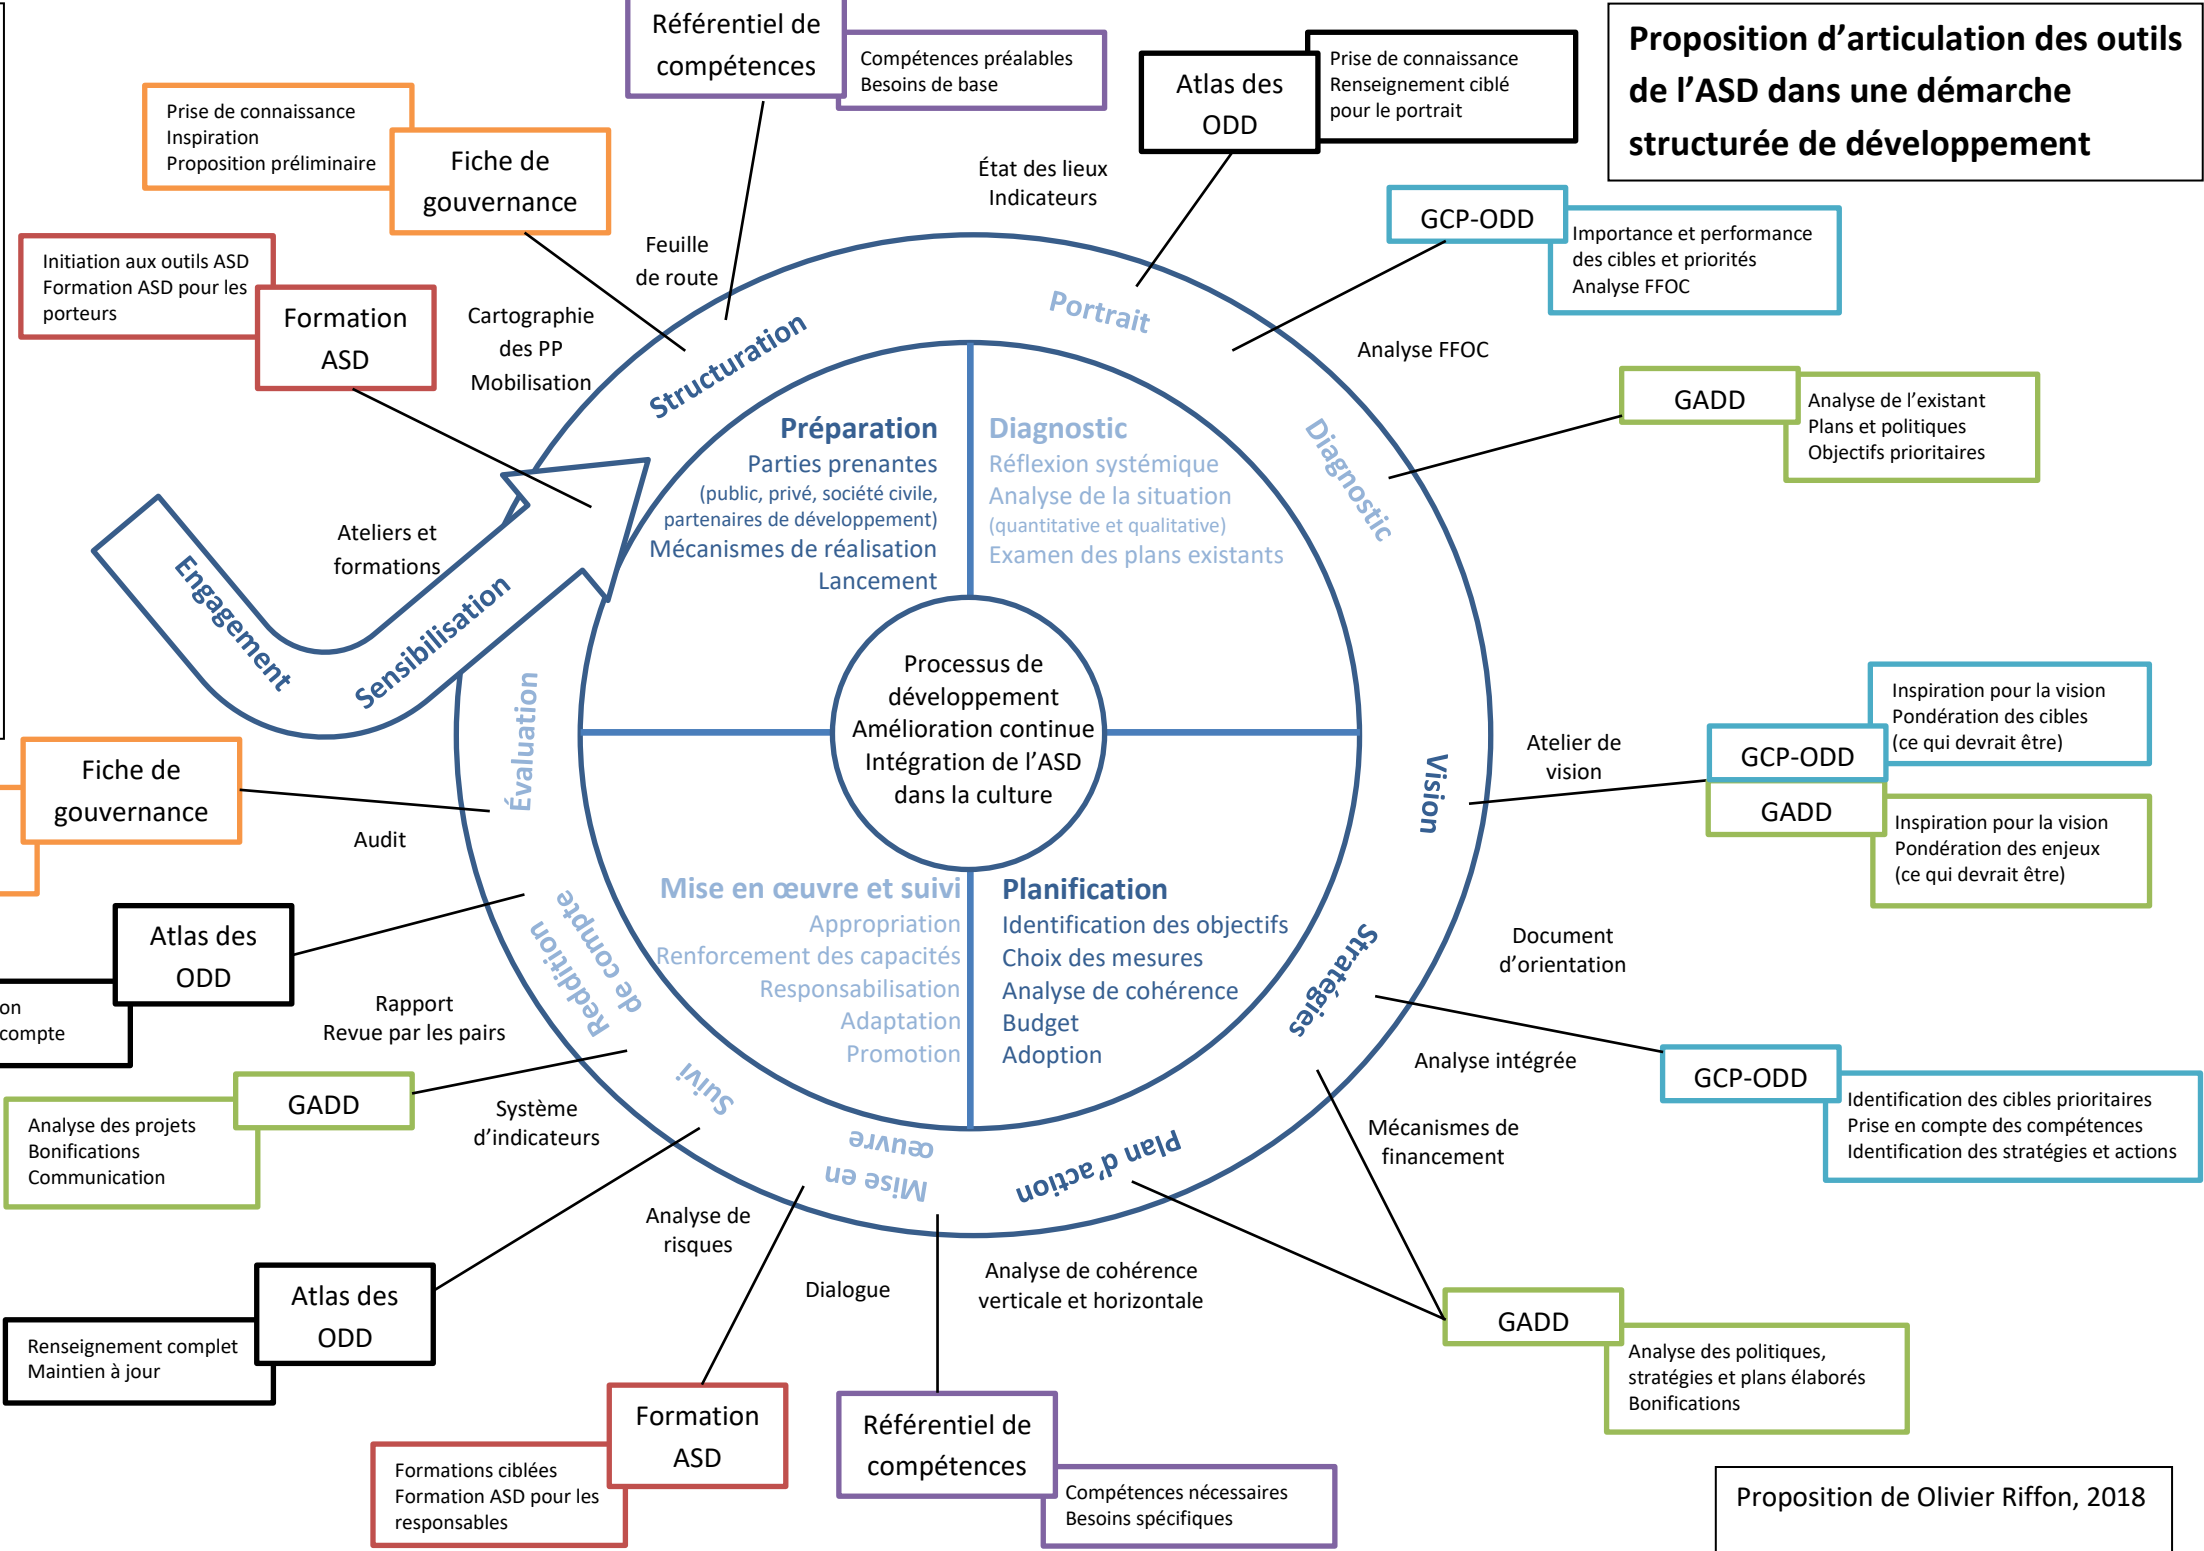 Proposition d’articulation des outils
de l’ASD dans une démarche
structurée de développement
Référentiel de
compétences
Compétences préalables
Besoins de base
Atlas des
ODD
Prise de connaissance
Renseignement ciblé
pour le portrait
Prise de connaissance
Inspiration
Proposition préliminaire
Fiche de
gouvernance
Initiation aux outils ASD
Formation ASD pour les
porteurs
Formation
ASD
GCP-ODD
Importance et performance
des cibles et priorités
Analyse FFOC
GADD
Analyse de l’existant
Plans et politiques
Objectifs prioritaires
État des lieux
Indicateurs
Feuille
de route
Cartographie
des PP
Mobilisation
Analyse FFOC
Ateliers et
formations
Engagement
Sensibilisation
Structuration
Portrait
Diagnostic
Vision
Stratégies
Plan d’action
Mise en
œuvre
Suivi
Reddition
de compte
Évaluation
Préparation
Parties prenantes
(public, privé, société civile,
partenaires de développement)
Mécanismes de réalisation
Lancement
Diagnostic
Réflexion systémique
Analyse de la situation
(quantitative et qualitative)
Examen des plans existants
Processus de
développement
Amélioration continue
Intégration de l’ASD
dans la culture
Mise en œuvre et suivi
Appropriation
Renforcement des capacités
Responsabilisation
Adaptation
Promotion
Planification
Identification des objectifs
Choix des mesures
Analyse de cohérence
Budget
Adoption
Atelier de
vision
GCP-ODD
Inspiration pour la vision
Pondération des cibles
(ce qui devrait être)
GADD
Inspiration pour la vision
Pondération des enjeux
(ce qui devrait être)
Document
d’orientation
Analyse intégrée
GCP-ODD
Identification des cibles prioritaires
Prise en compte des compétences
Identification des stratégies et actions
Mécanismes de
financement
GADD
Analyse des politiques,
stratégies et plans élaborés
Bonifications
Analyse de cohérence
verticale et horizontale
Référentiel de
compétences
Compétences nécessaires
Besoins spécifiques
Dialogue
Formation
ASD
Formations ciblées
Formation ASD pour les
responsables
Analyse de
risques
Atlas des
ODD
Renseignement complet
Maintien à jour
Système
d’indicateurs
GADD
Analyse des projets
Bonifications
Communication
Rapport
Revue par les pairs
Atlas des
ODD
on
compte
Audit
Fiche de
gouvernance
Proposition de Olivier Riffon, 2018